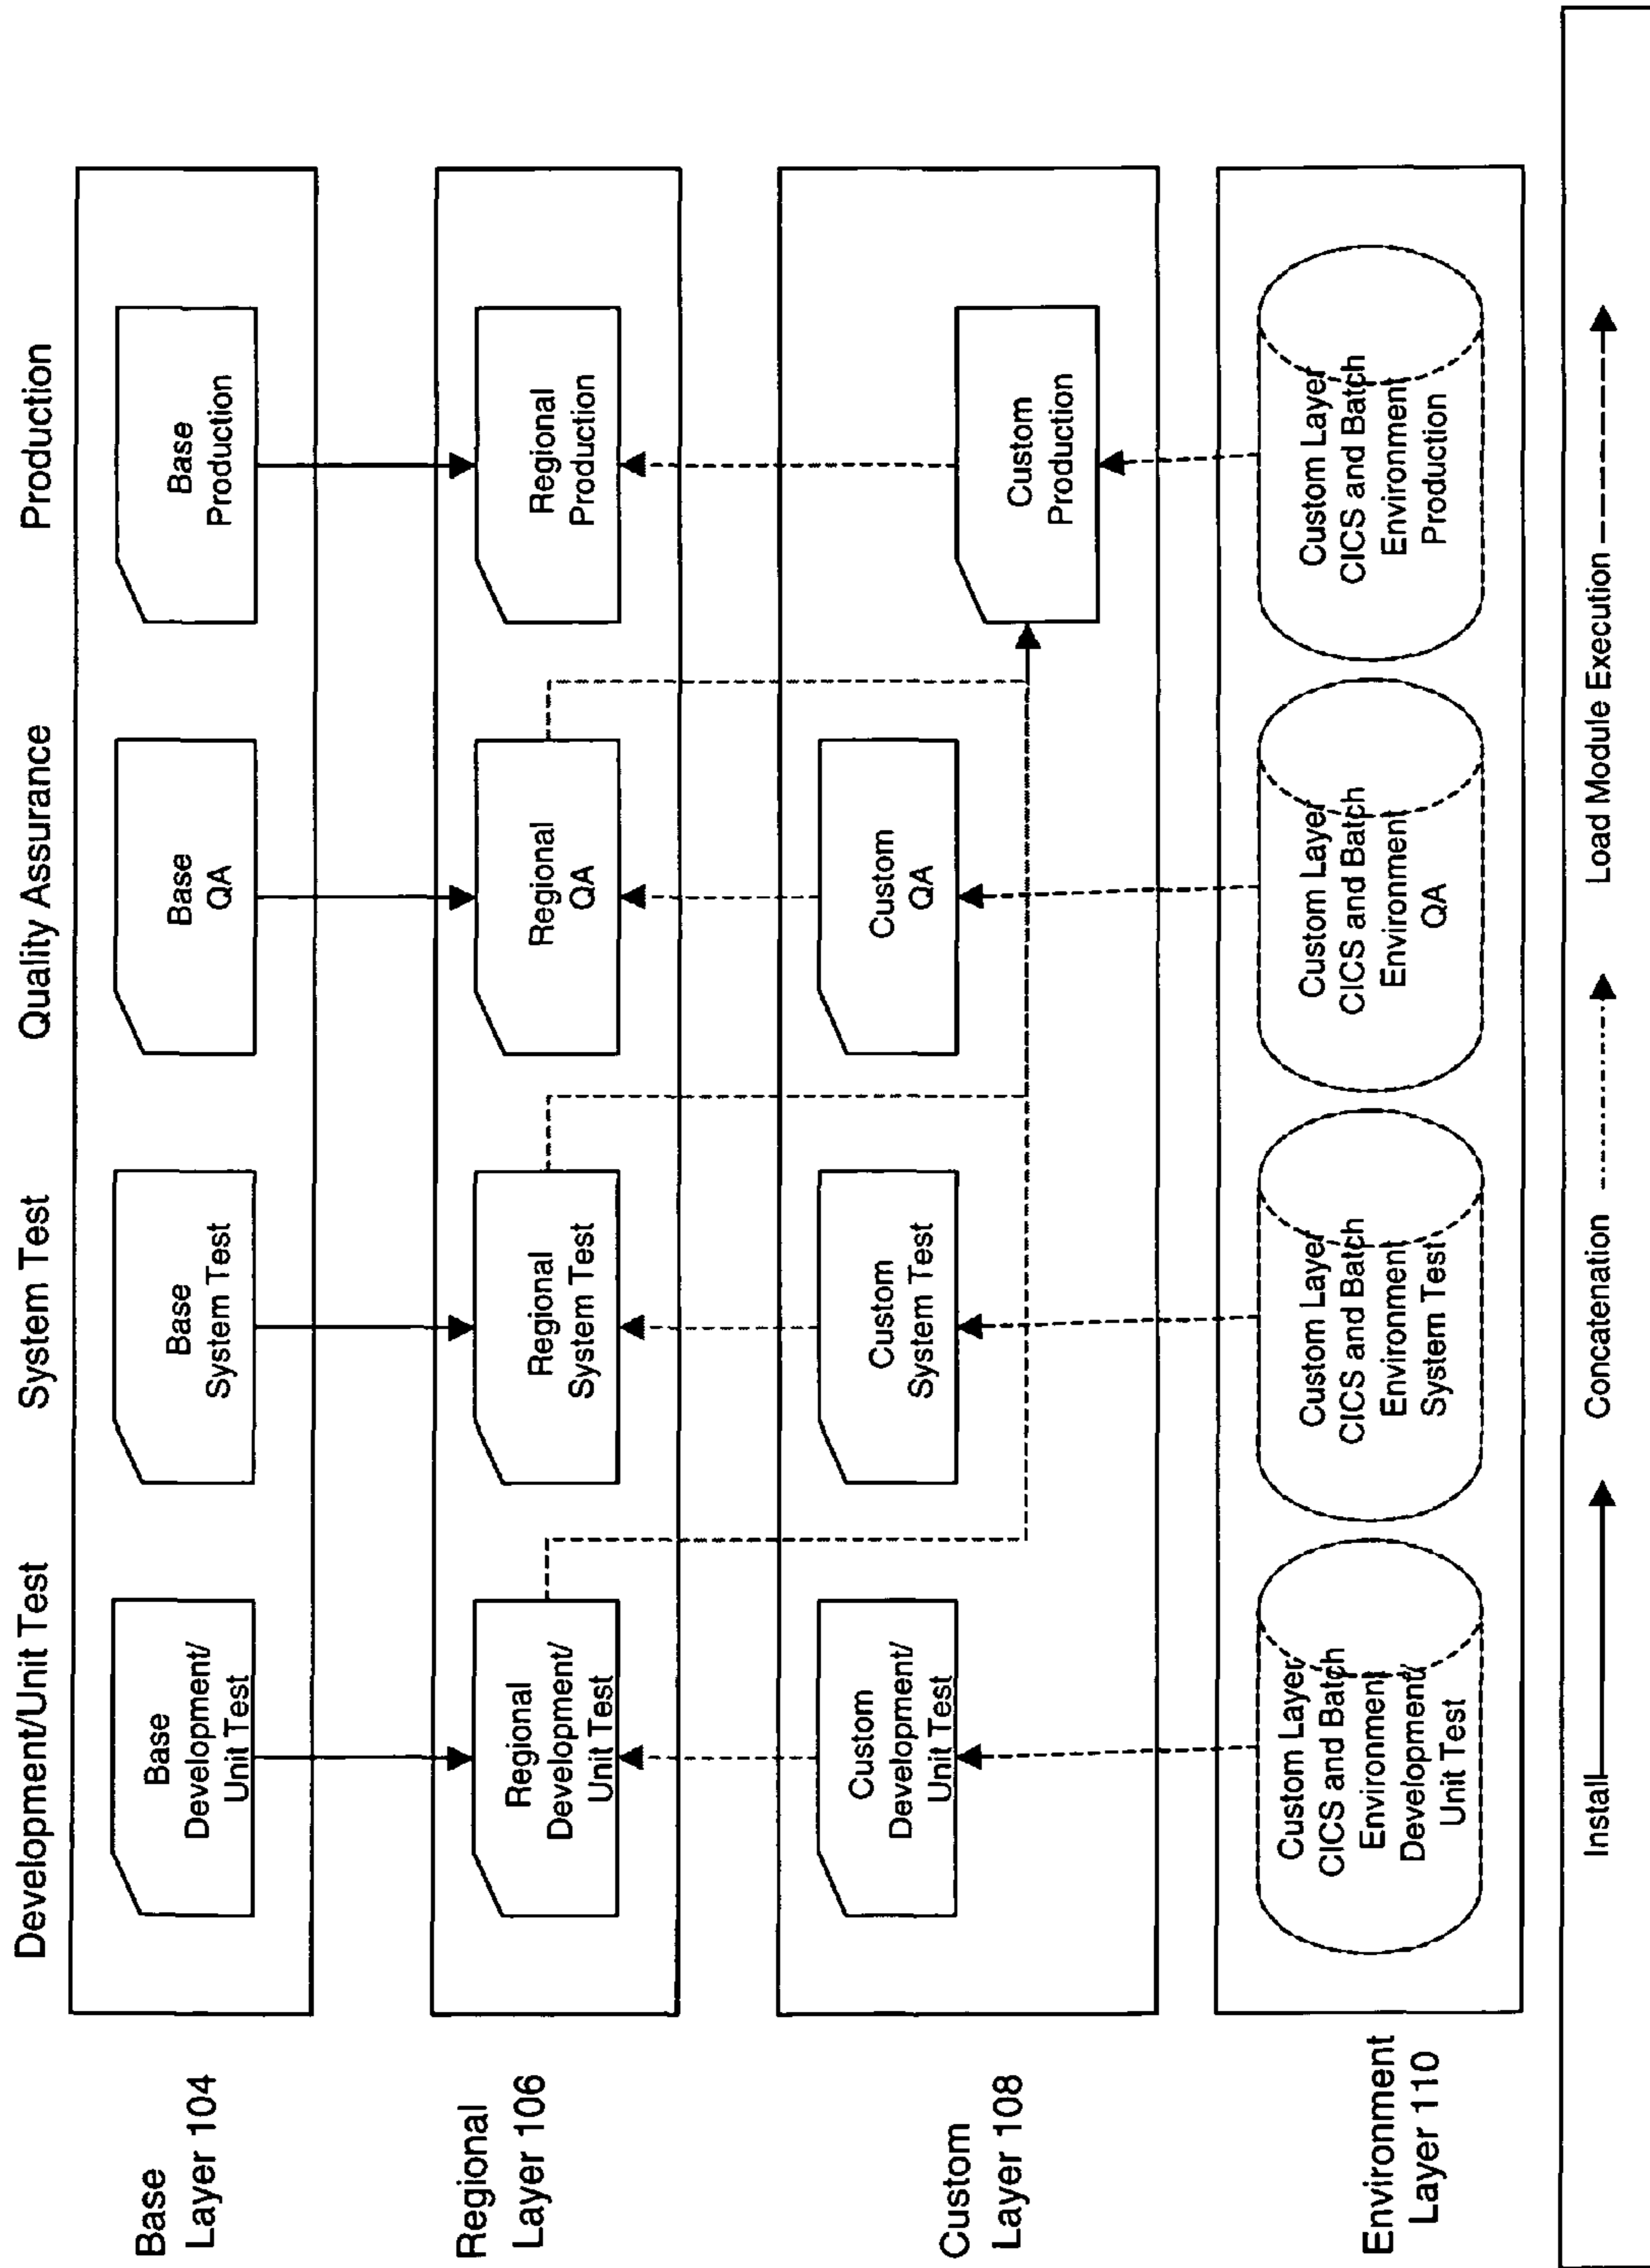 Development/Unit Test
System Test
Quality Assurance
Production
Base
Layer 104
Base
Development/
Unit Test
Base
System Test
Base
QA
Base
Production
Regional
Layer 106
Regional
Development/
Unit Test
Regional
System Test
Regional
QA
Regional
Production
Custom
Layer 108
Custom
Development/
Unit Test
Custom
System Test
Custom
QA
Custom
Production
Environment
Layer 110
Custom Layer
CICS and Batch
Environment
Development/
Unit Test
Custom Layer
CICS and Batch
Environment
System Test
Custom Layer
CICS and Batch
Environment
QA
Custom Layer
CICS and Batch
Environment
Production
Install
Concatenation
Load Module Execution